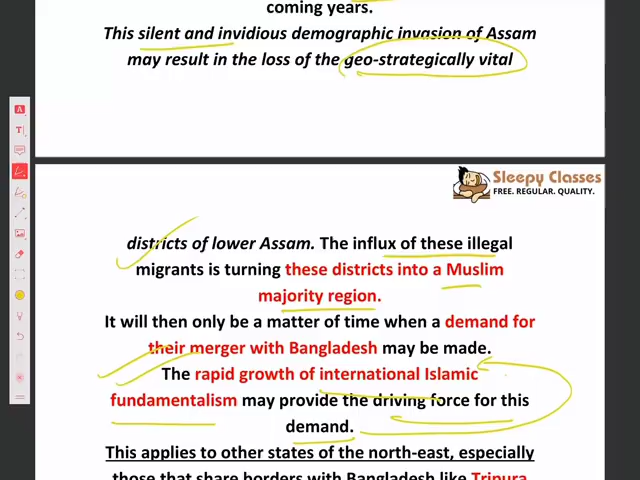 coming years.
This silent and invidious demographic invasion of Assam
may result in the loss of the geo-strategically vital
Sleepy Classes
FREE. REGULAR. QUALITY.
districts of lower Assam. The influx of these illegal
migrants is turning these districts into a Muslim
majority region.
It will then only be a matter of time when a demand for
their merger with Bangladesh may be made.
The rapid growth of international Islamic
fundamentalism may provide the driving force for this
demand.
This applies to other states of the north-east, especially
those that share borders with Bangladesh like Tripura